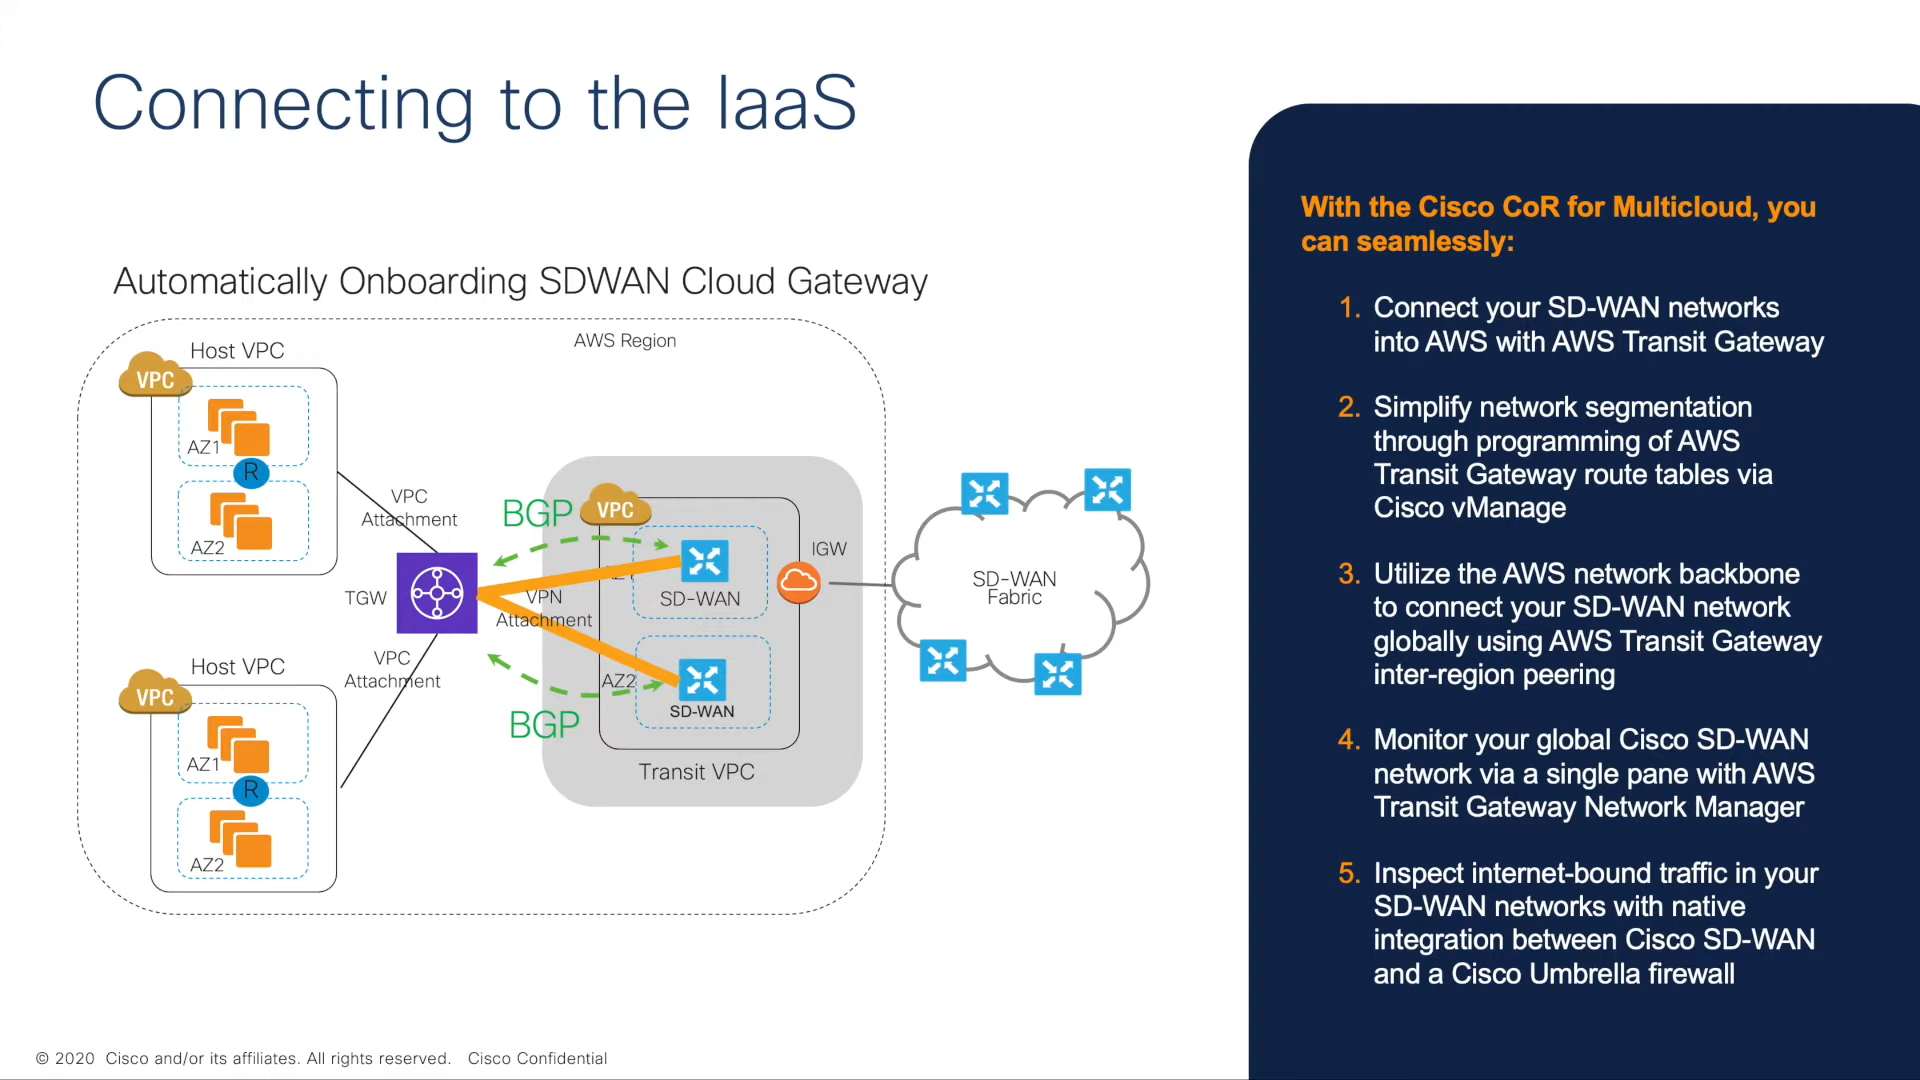 Connecting to the IaaS
Automatically Onboarding SDWAN Cloud Gateway
AWS Region
Host VPC
VPC
AZ1
R
AZ2
VPC
Attachment
TGW
VPC
Attachment
Host VPC
VPC
AZ1
R
AZ2
BGP
VPN
Attachment
BGP
VPC
SD-WAN
AZ2
SD-WAN
Transit VPC
IGW
SD-WAN
Fabric
With the Cisco CoR for Multicloud, you
can seamlessly:
1. Connect your SD-WAN networks
into AWS with AWS Transit Gateway
2. Simplify network segmentation
through programming of AWS
Transit Gateway route tables via
Cisco vManage
3. Utilize the AWS network backbone
to connect your SD-WAN network
globally using AWS Transit Gateway
inter-region peering
4. Monitor your global Cisco SD-WAN
network via a single pane with AWS
Transit Gateway Network Manager
5. Inspect internet-bound traffic in your
SD-WAN networks with native
integration between Cisco SD-WAN
and a Cisco Umbrella firewall
© 2020 Cisco and/or its affiliates. All rights reserved. Cisco Confidential